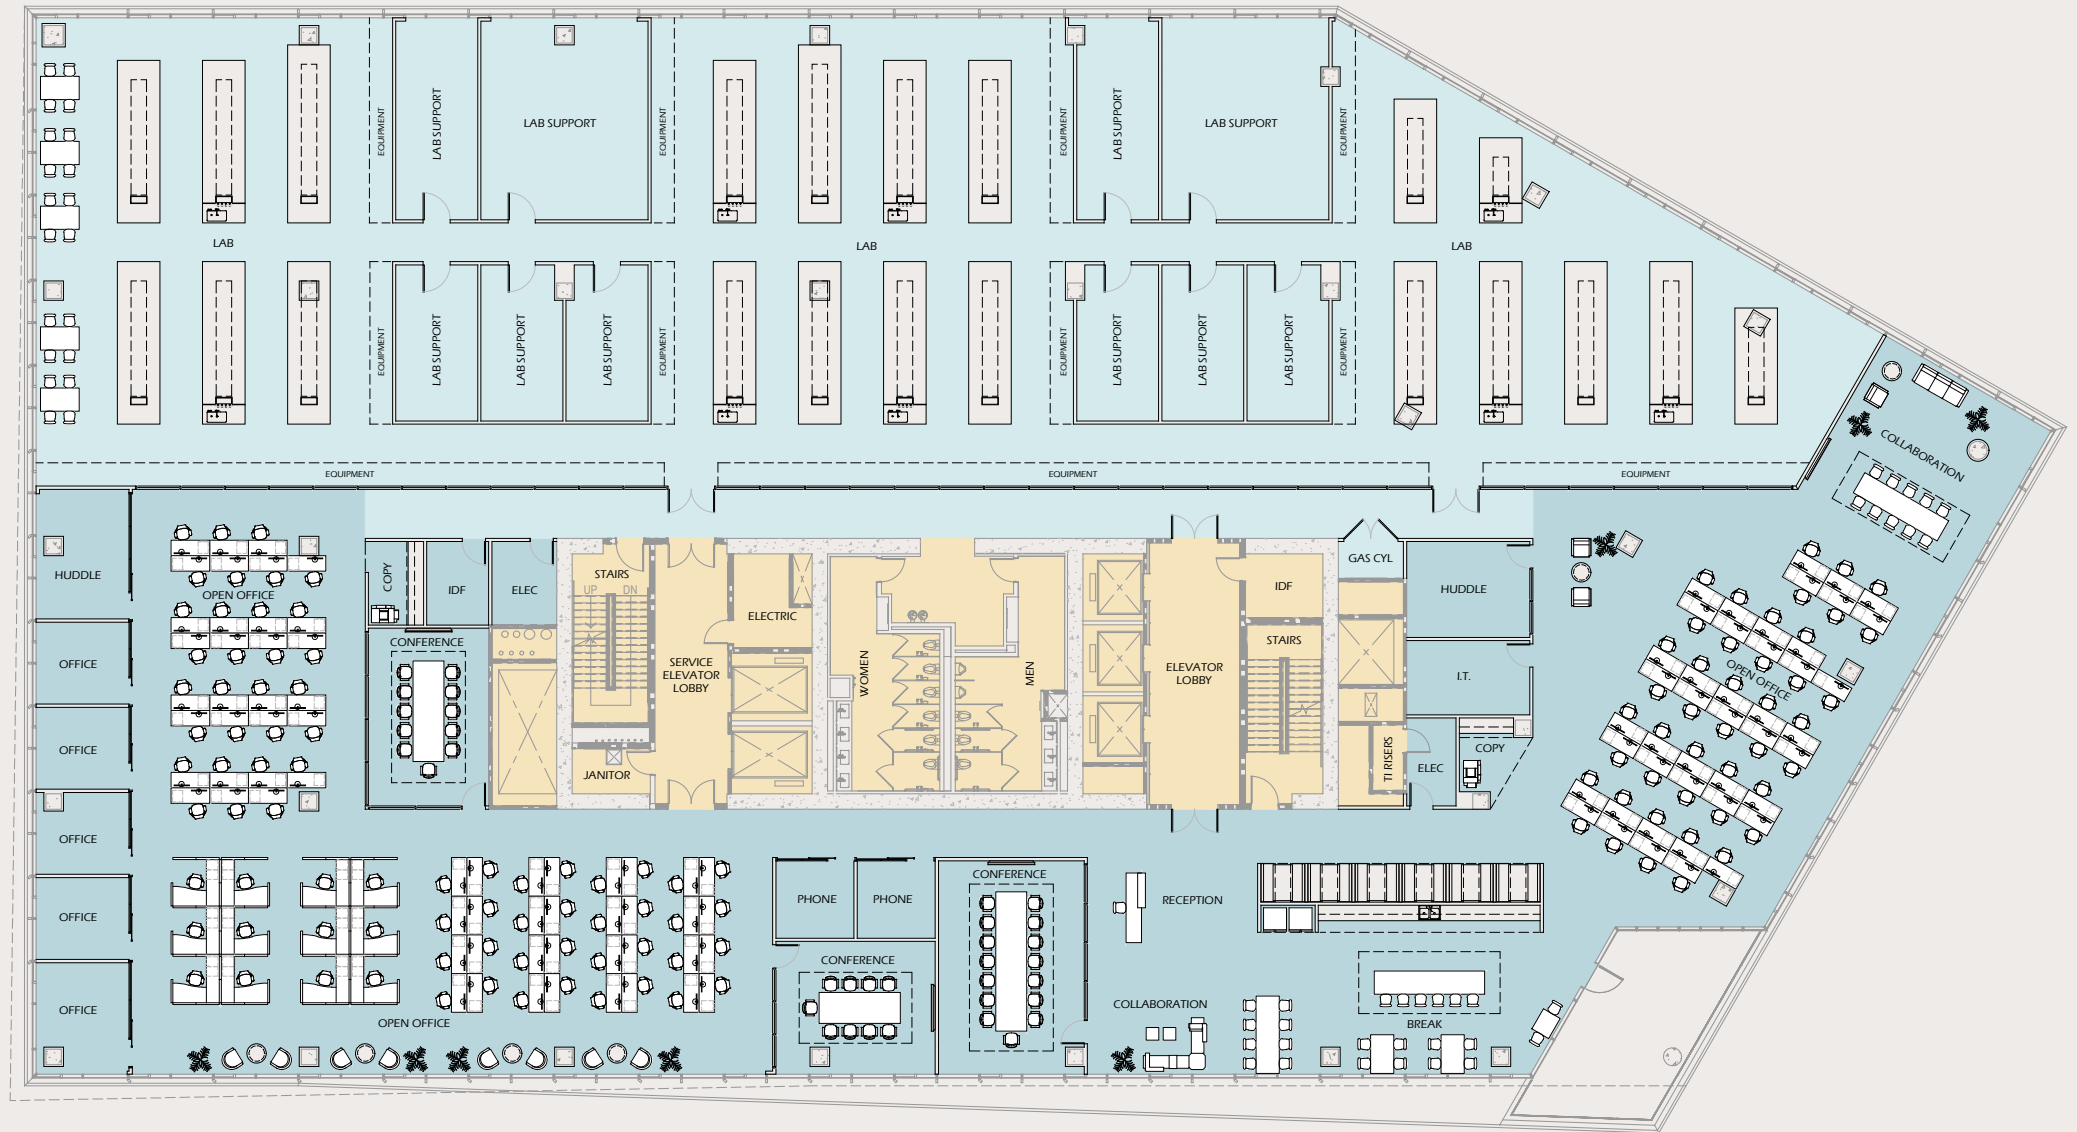 LAB SUPPORT
LAB SUPPORT
EQUIPMENT
EQUIPMENT
LAB SUPPORT
LAB SUPPORT
EQUIPMENT
EQUIPMENT
LAB
LAB
LAB
EQUIPMENT
LAB SUPPORT
LAB SUPPORT
LAB SUPPORT
EQUIPMENT
EQUIPMENT
LAB SUPPORT
LAB SUPPORT
LAB SUPPORT
EQUIPMENT
COLLABORATION
EQUIPMENT
EQUIPMENT
EQUIPMENT
HUDDLE
OPEN OFFICE
COPY
IDF
ELEC
STAIRS
UP
DN
ELECTRIC
IDF
GAS CYL
HUDDLE
CONFERENCE
STAIRS
OFFICE
SERVICE
ELEVATOR
LOBBY
WOMEN
MEN
ELEVATOR
LOBBY
I.T.
OPEN OFFICE
OFFICE
JANITOR
TI RISERS
ELEC
COPY
OFFICE
CONFERENCE
PHONE
PHONE
RECEPTION
OFFICE
CONFERENCE
OFFICE
COLLABORATION
OPEN OFFICE
BREAK